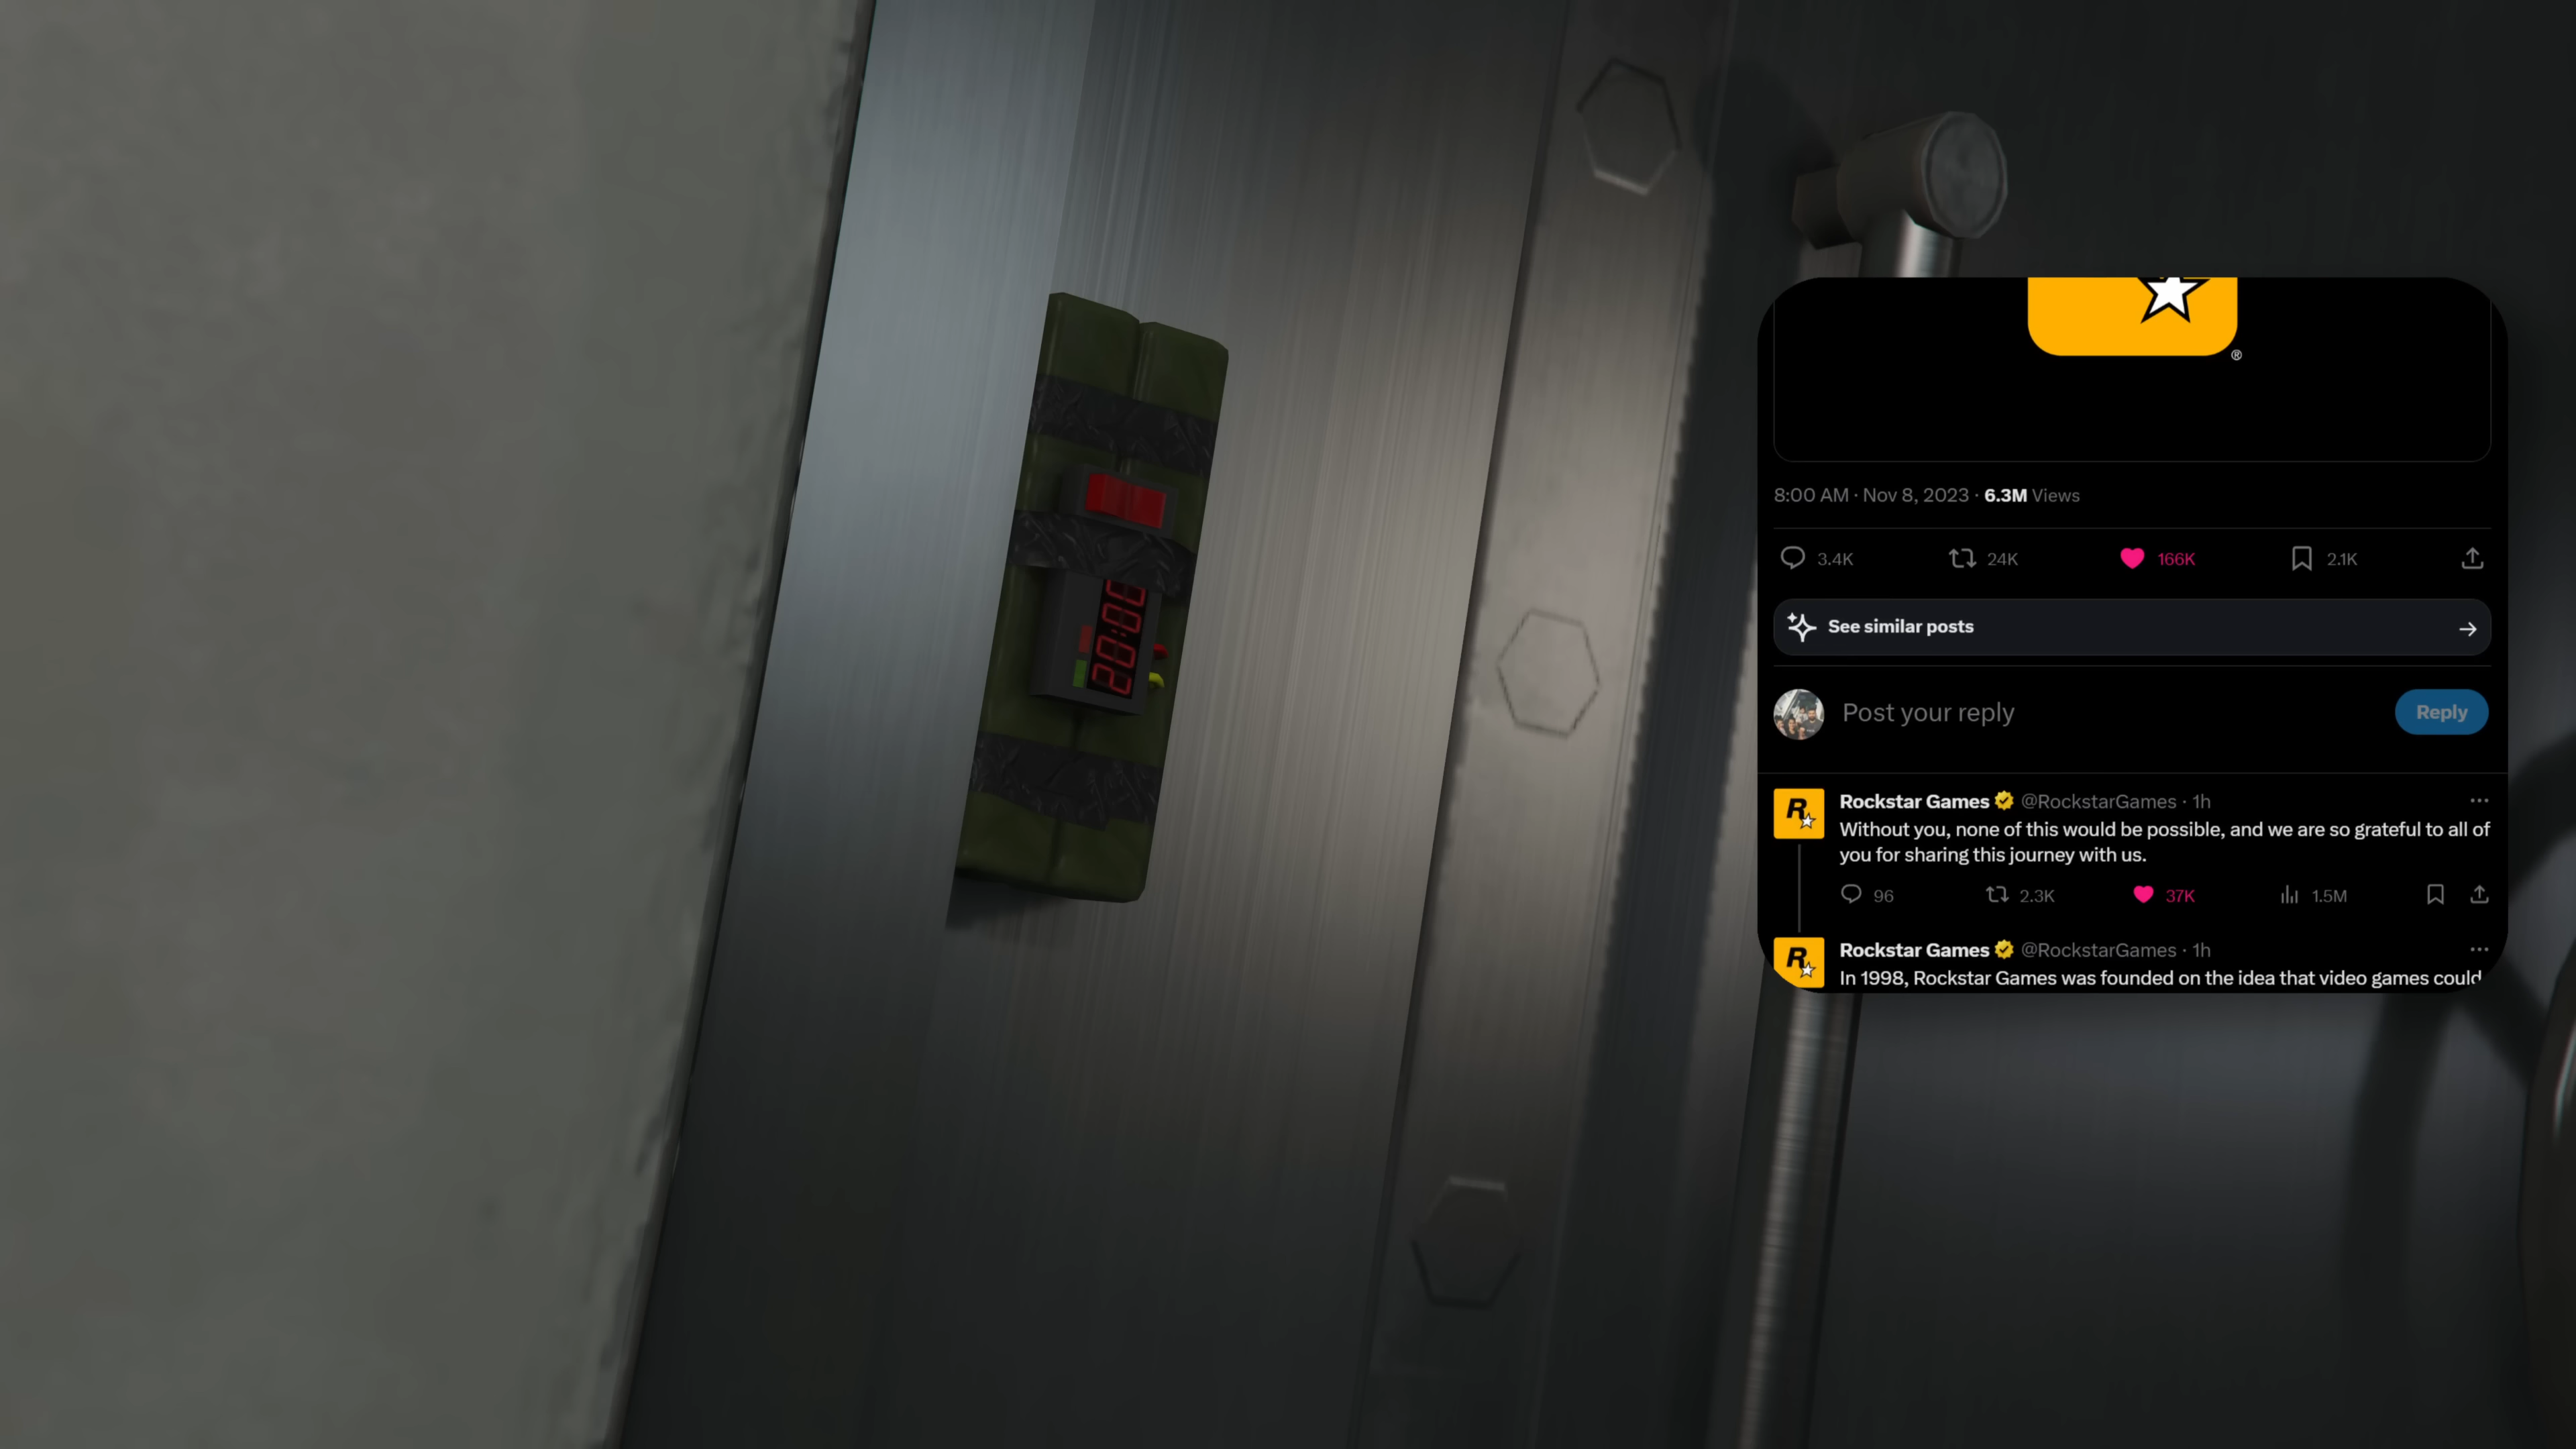 ®
8:00 AM · Nov 8, 2023 · 6.3M Views
3.4K 24K 166K 2.1K
See similar posts
Post your reply
Reply
Rockstar Games @RockstarGames · 1h
Without you, none of this would be possible, and we are so grateful to all of
you for sharing this journey with us.
96 2.3K 37K 1.5M
Rockstar Games @RockstarGames · 1h
In 1998, Rockstar Games was founded on the idea that video games could